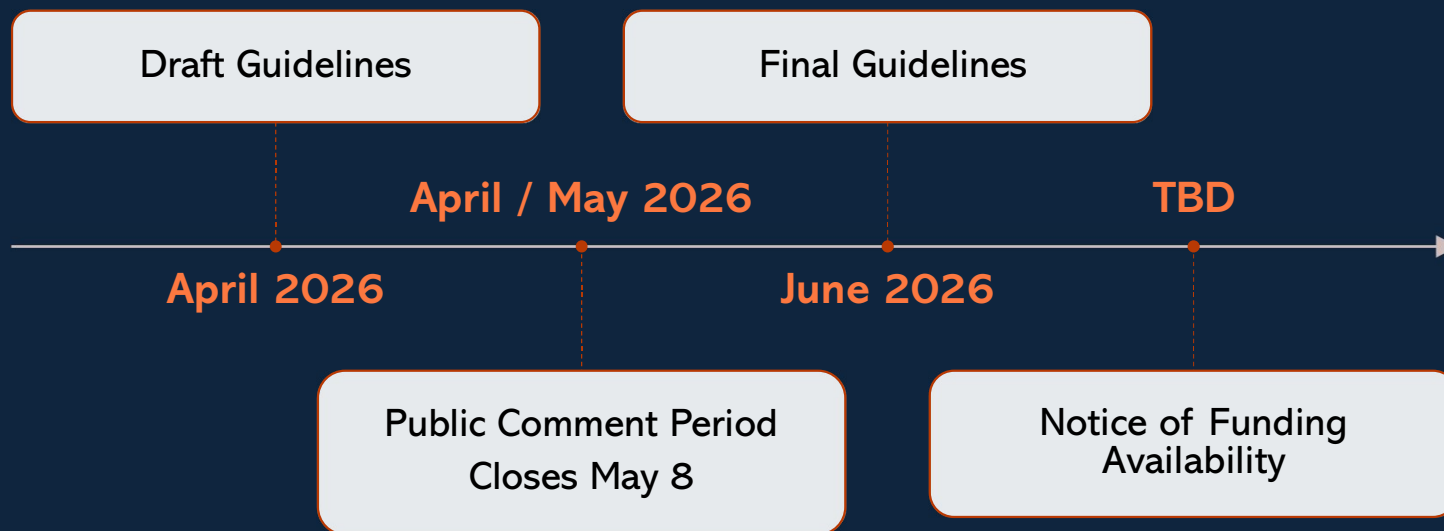 Draft Guidelines
Final Guidelines
April / May 2026
TBD
April 2026
June 2026
Public Comment Period
Closes May 8
Notice of Funding
Availability